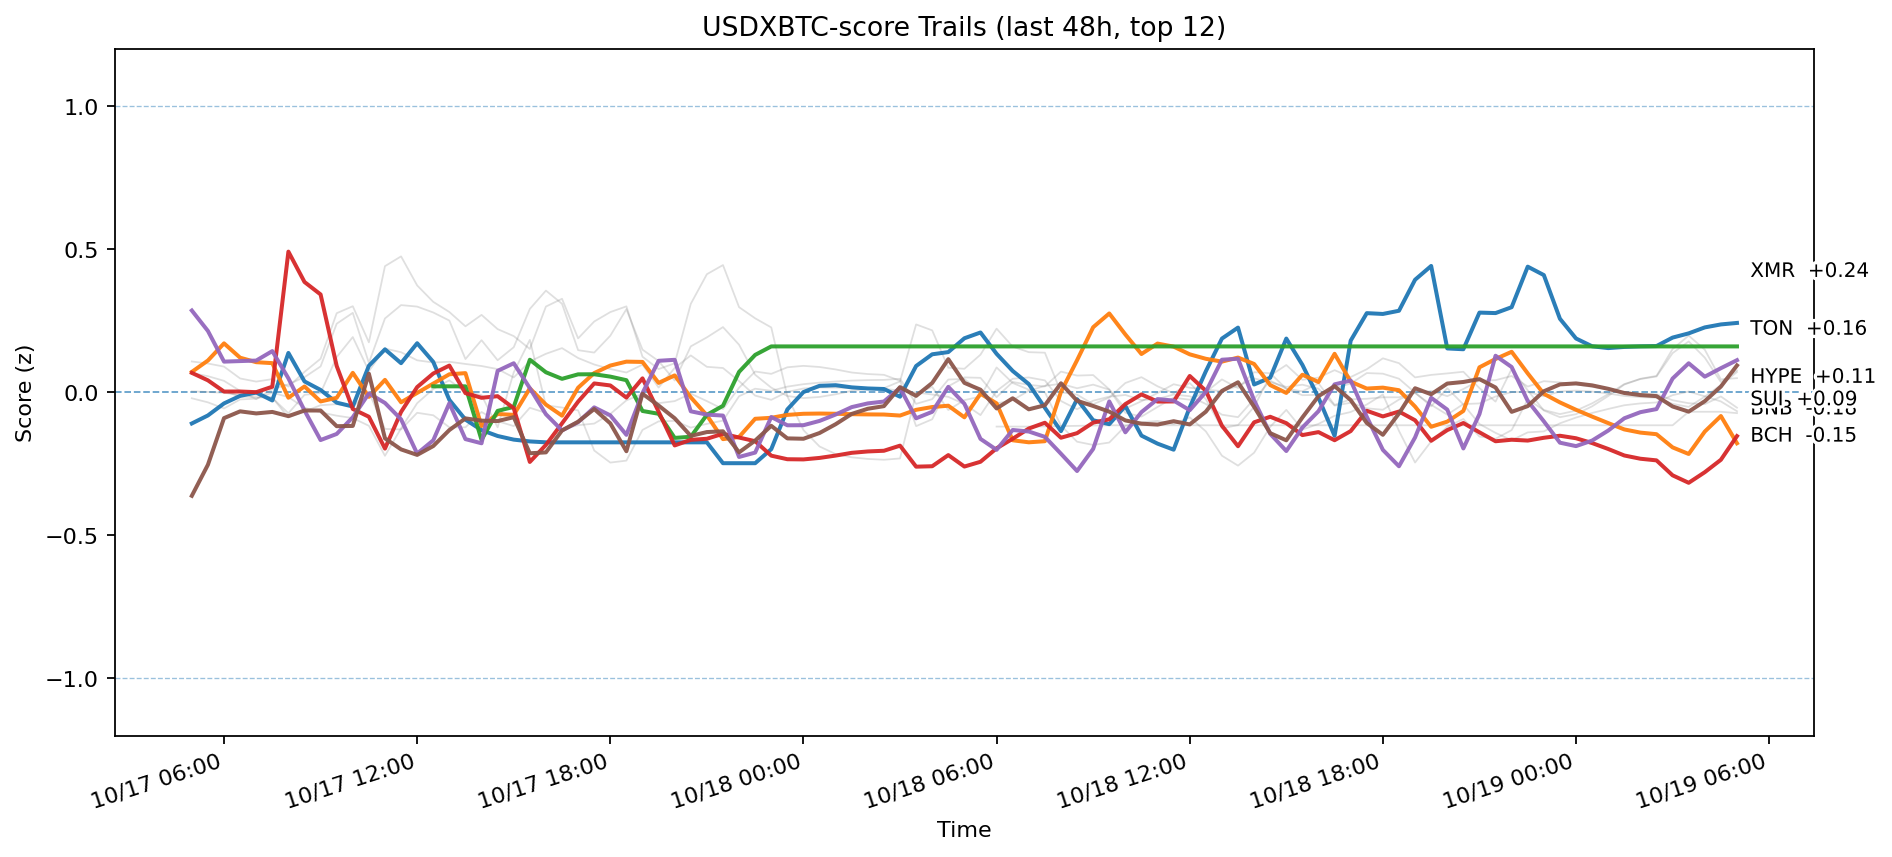 USDXBTC-score Trails (last 48h, top 12)
Score (z)
1.0
0.5
0.0
−0.5
−1.0
XMR +0.24
TON +0.16
HYPE +0.11
SUI +0.09
BNB -0.18
BCH -0.15
10/17 06:00
10/17 12:00
10/17 18:00
10/18 00:00
10/18 06:00
10/18 12:00
10/18 18:00
10/19 00:00
10/19 06:00
Time